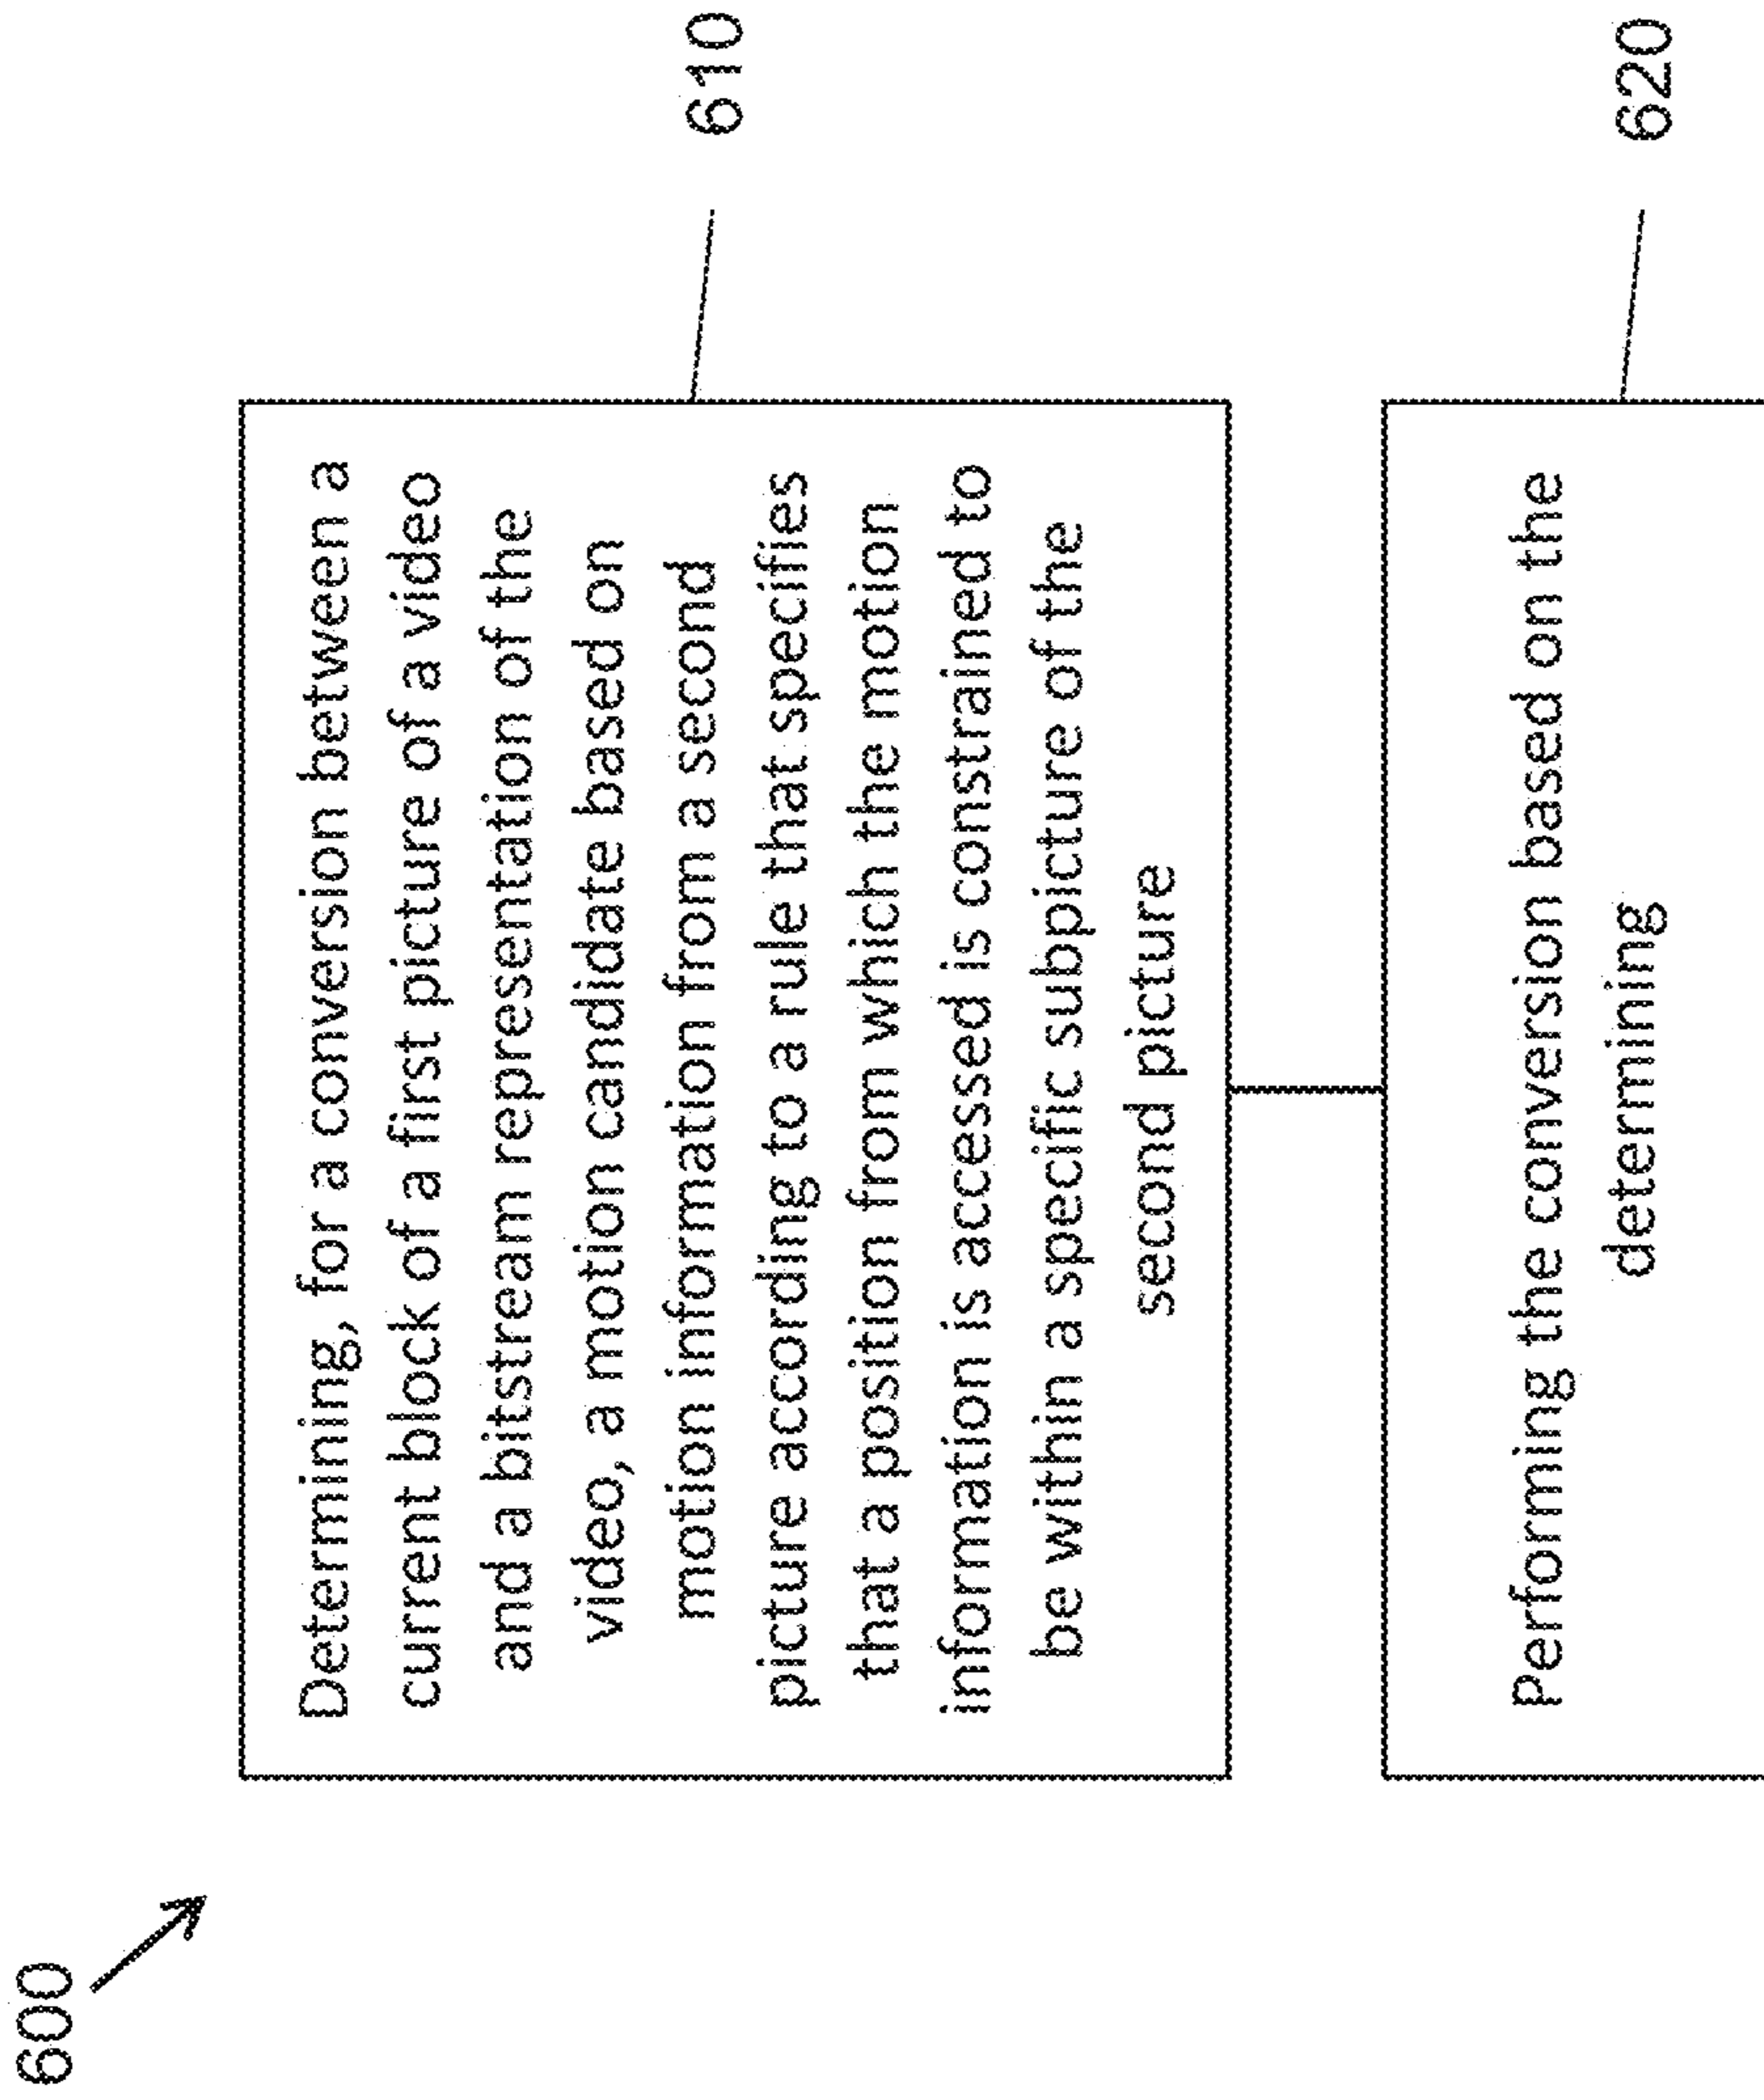 600
Determining, for a conversion between a
current block of a first picture of a video
and a bitstream representation of the
video, a motion candidate based on
motion information from a second
picture according to a rule that specifies
that a position from which the motion
information is accessed is constrained to
be within a specific subpicture of the
second picture
610
Performing the conversion based on the
determining
620